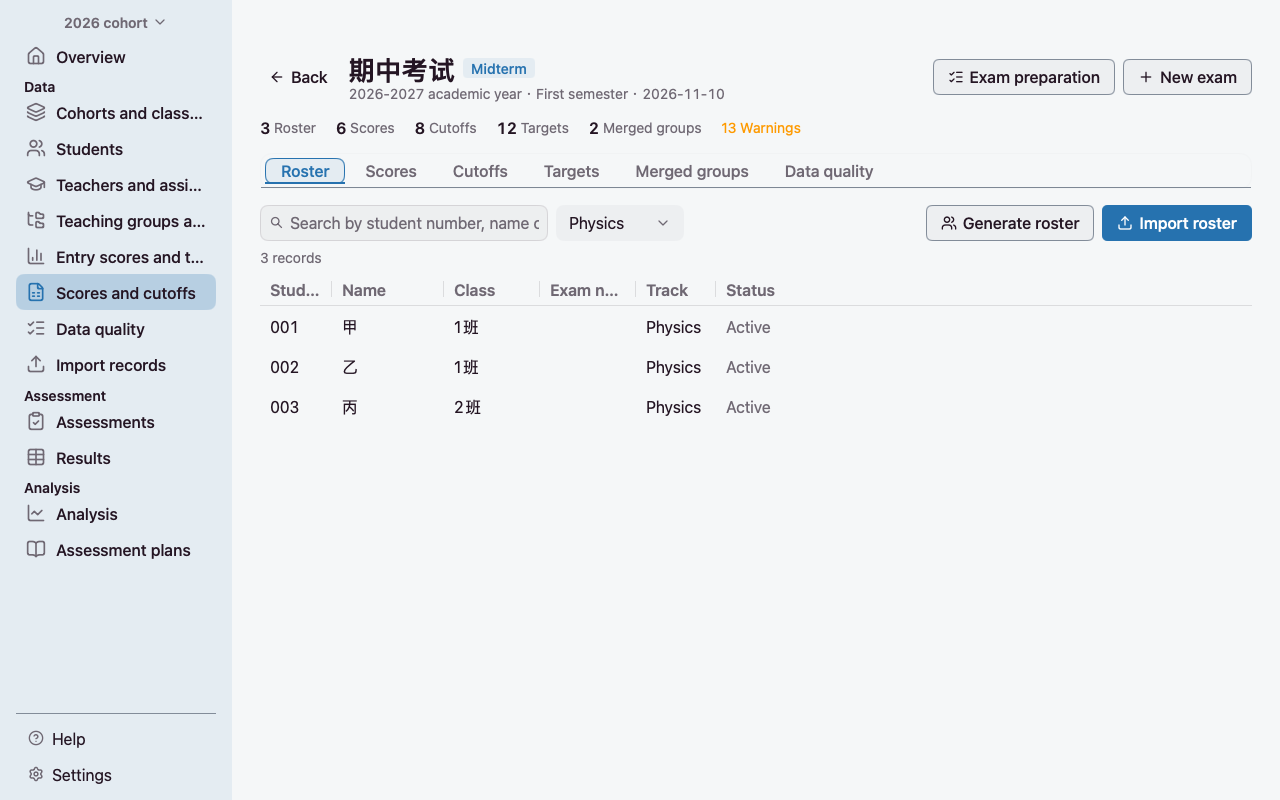 2026 cohort
Overview
Data
Cohorts and class...
Students
Teachers and assi...
Teaching groups a...
Entry scores and t...
Scores and cutoffs
Data quality
Import records
Assessment
Assessments
Results
Analysis
Analysis
Assessment plans
Help
Settings
Back
期中考试 Midterm
2026-2027 academic year · First semester · 2026-11-10
Exam preparation
New exam
3 Roster 6 Scores 8 Cutoffs 12 Targets 2 Merged groups 13 Warnings
Roster Scores Cutoffs Targets Merged groups Data quality
Search by student number, name o
Physics
Generate roster
Import roster
3 records
Stud... Name Class Exam n... Track Status
001 甲 1班 Physics Active
002 乙 1班 Physics Active
003 丙 2班 Physics Active